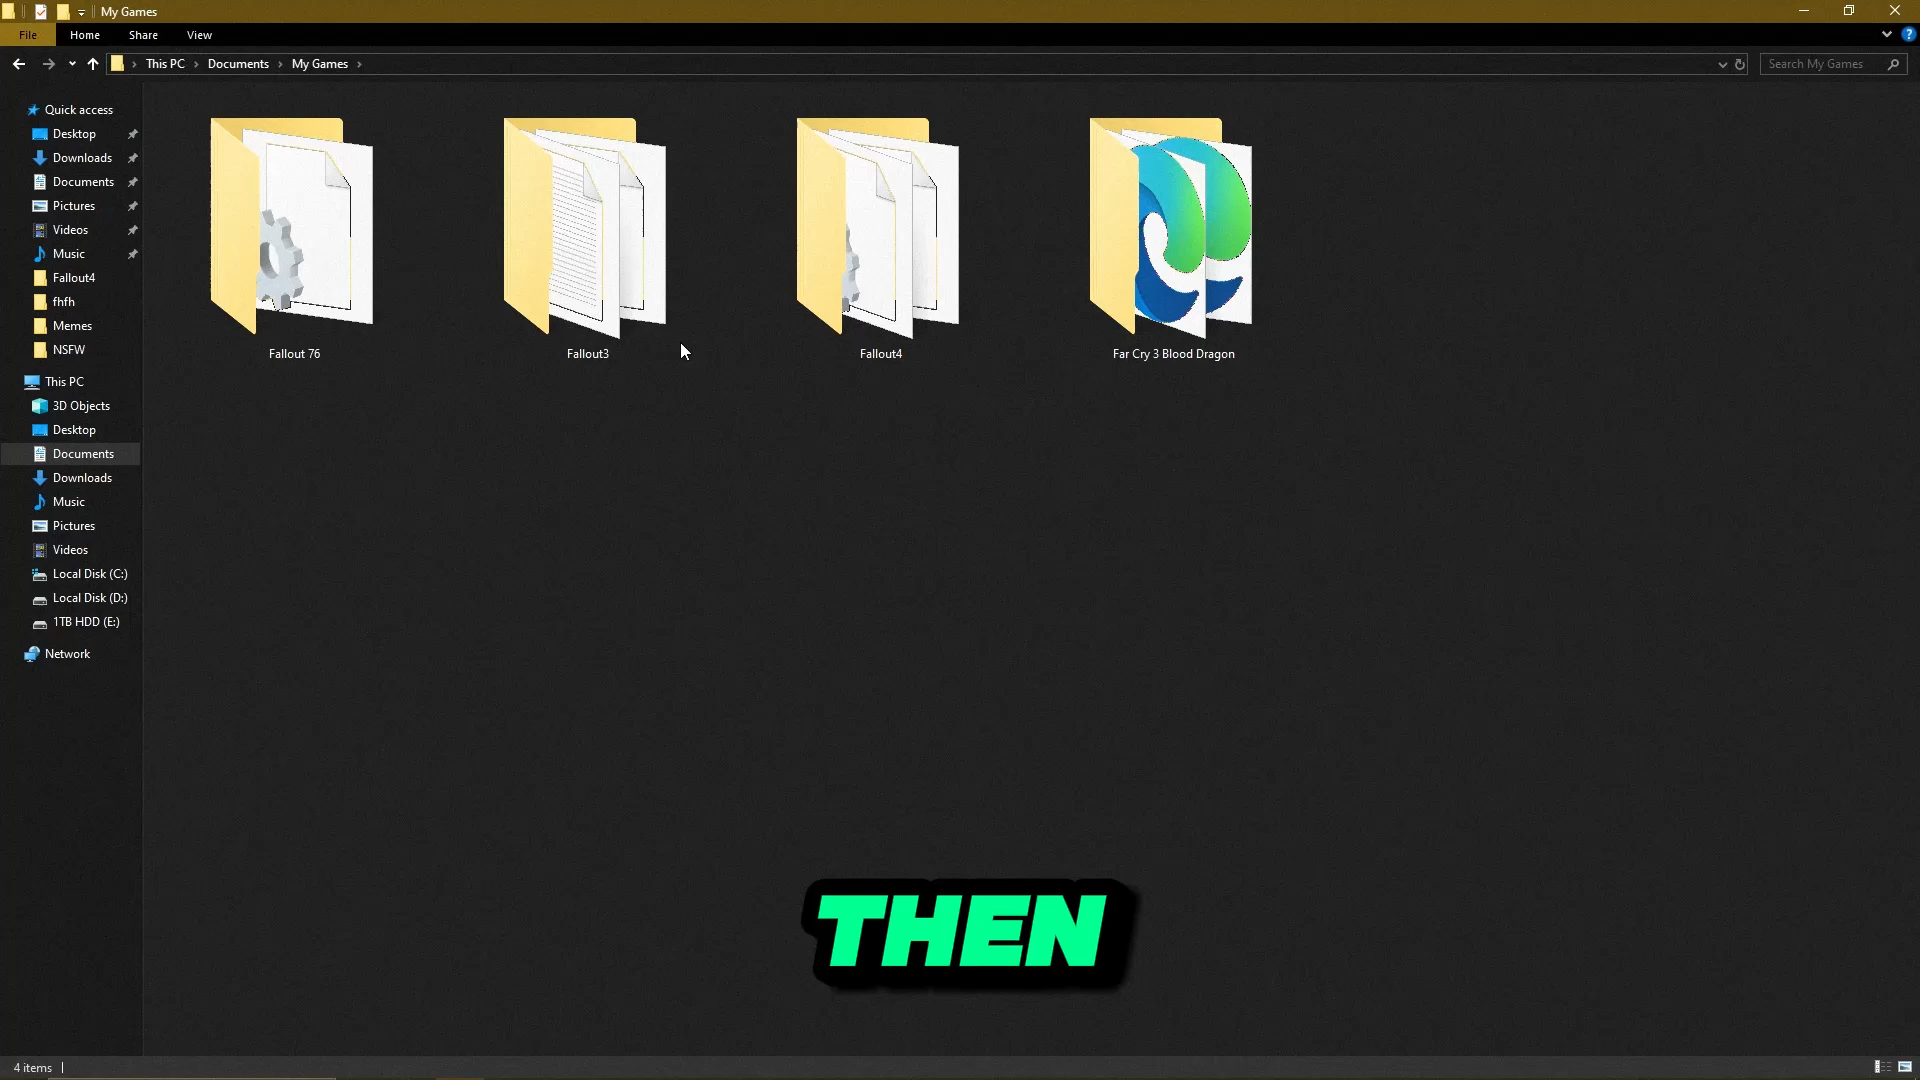 My Games
File Home Share View
This PC Documents My Games
Search My Games
Quick access
Desktop
Downloads
Documents
Pictures
Videos
Music
Fallout4
fhfh
Memes
NSFW
This PC
3D Objects
Desktop
Documents
Downloads
Music
Pictures
Videos
Local Disk (C:)
Local Disk (D:)
1TB HDD (E:)
Network
Fallout 76 Fallout3 Fallout4 Far Cry 3 Blood Dragon
THEN
4 items